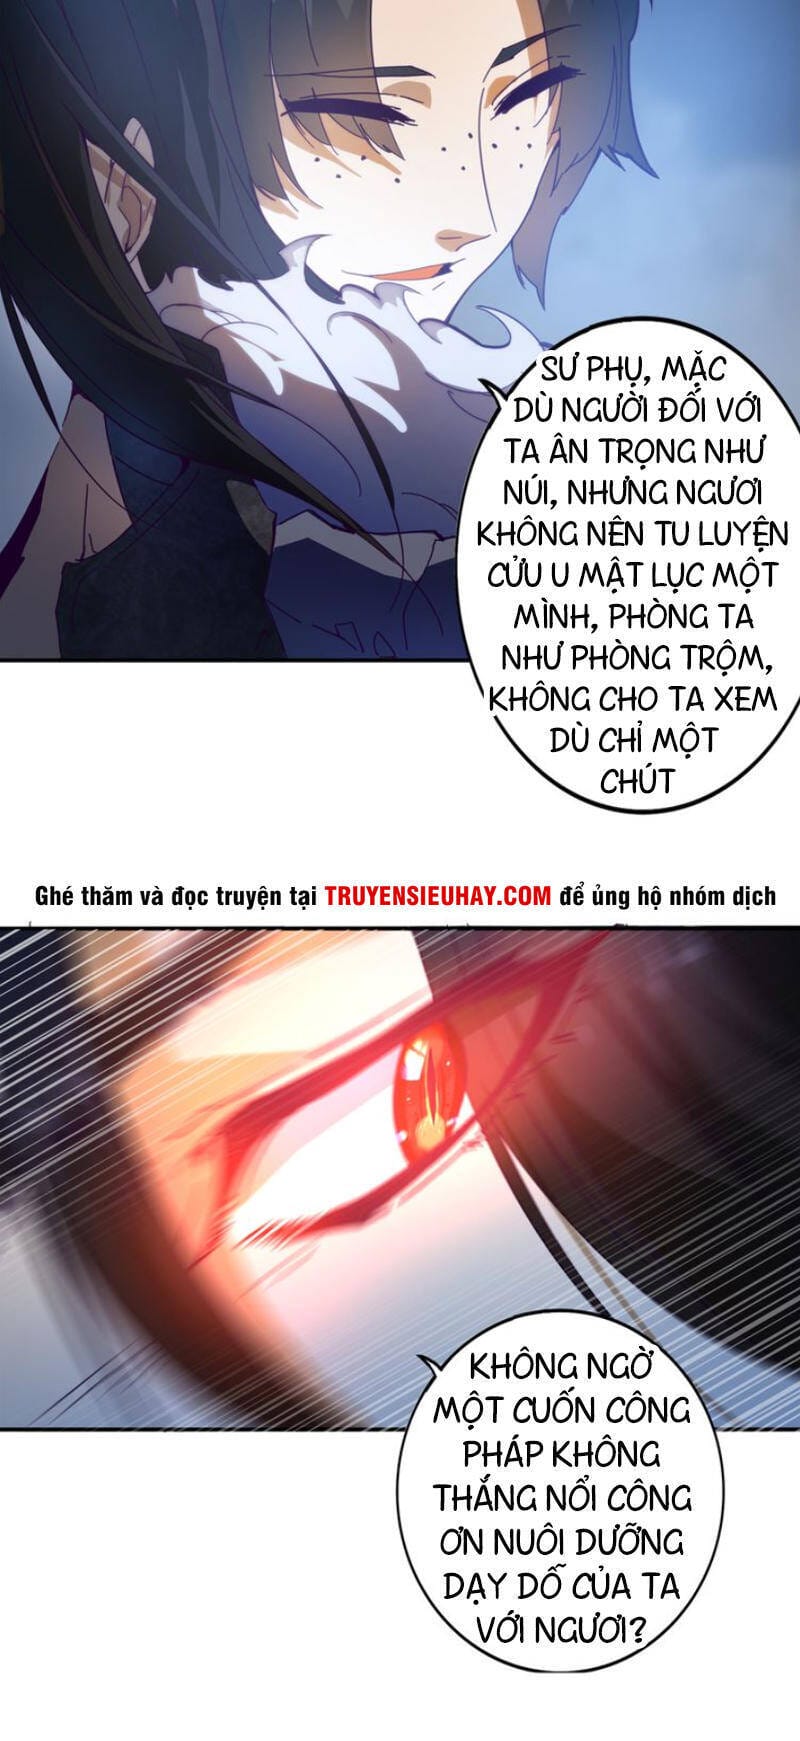 SƯ PHỤ, MẶC
DÙ NGƯỜI ĐỐI VỚI
TA ÂN TRỌNG NHƯ
NÚI, NHƯNG NGƯƠI
KHÔNG NÊN TU LUYỆN
CỬU U MẬT LỤC MỘT
MÌNH, PHÒNG TA
NHƯ PHÒNG TRỘM,
KHÔNG CHO TA XEM
DÙ CHỈ MỘT
CHÚT
Ghé thăm và đọc truyện tại TRUYENSIEUHAY.COM để ủng hộ nhóm dịch
KHÔNG NGỜ
MỘT CUỐN CÔNG
PHÁP KHÔNG
THẮNG NỔI CÔNG
ƠN NUÔI DƯỠNG
DẠY DỖ CỦA TA
VỚI NGƯƠI?